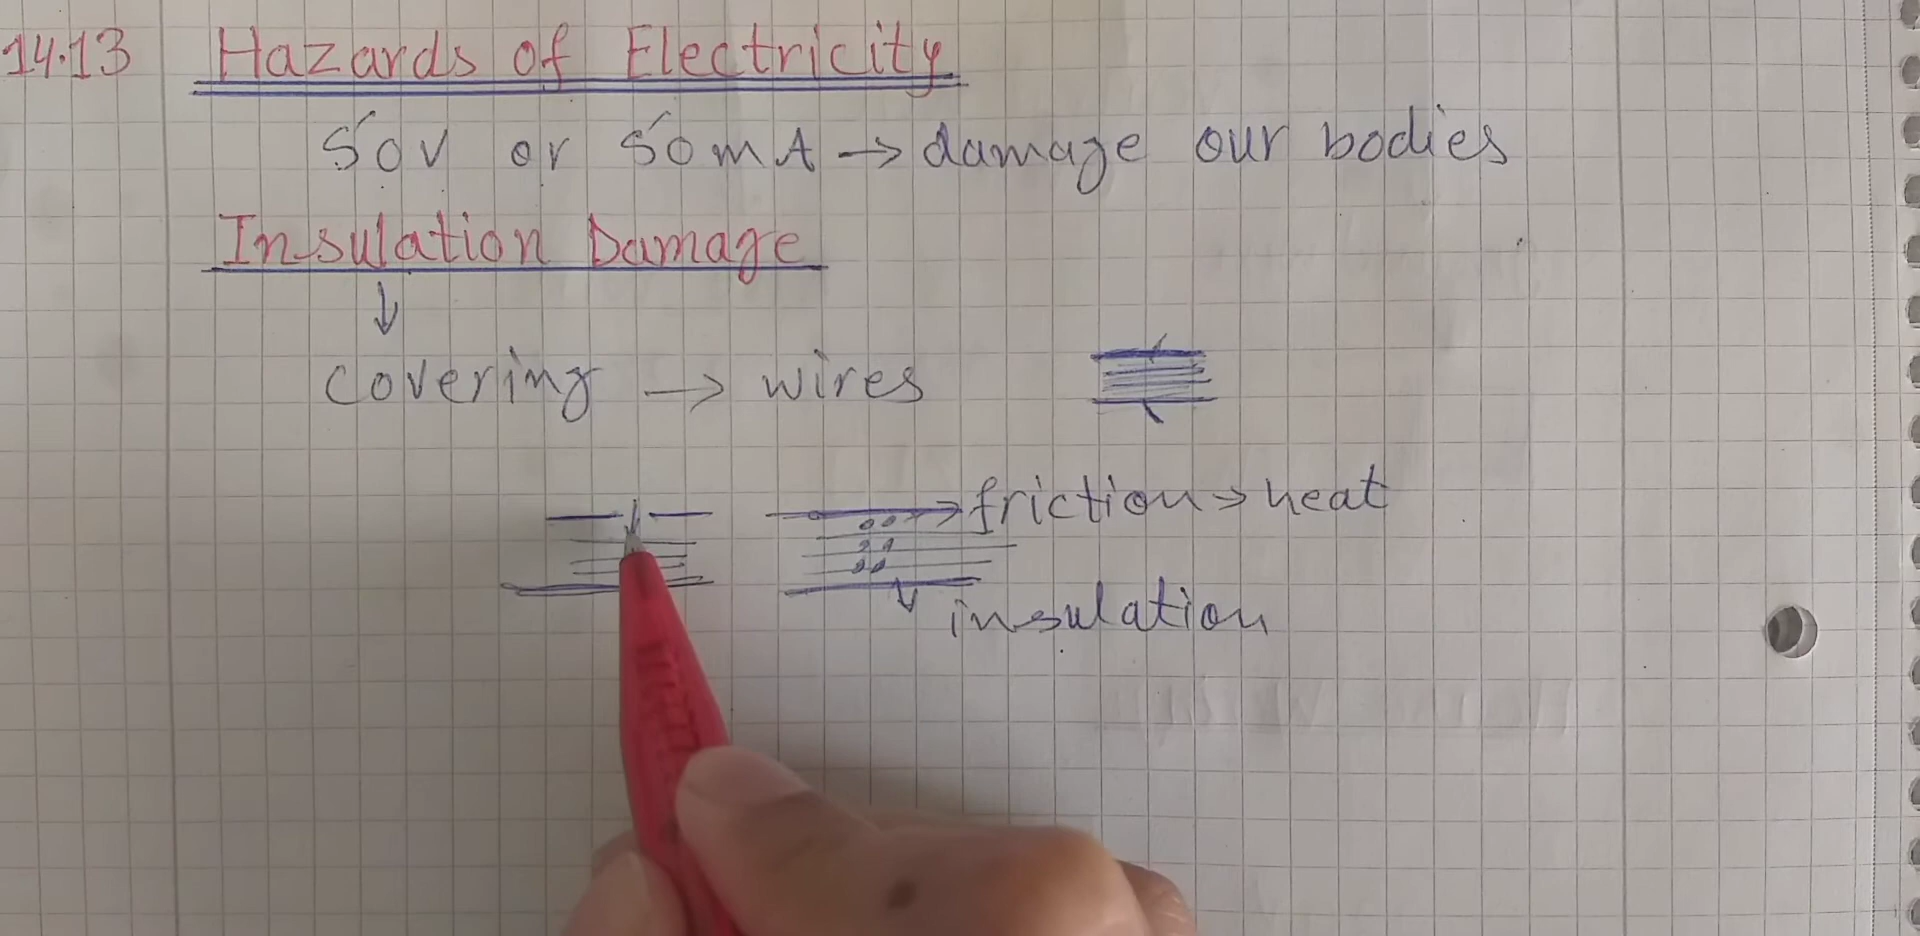 14.13 Hazards of Electricity
50V or 50mA → damage our bodies
Insulation Damage
↓
covering → wires
→ friction → heat
insulation